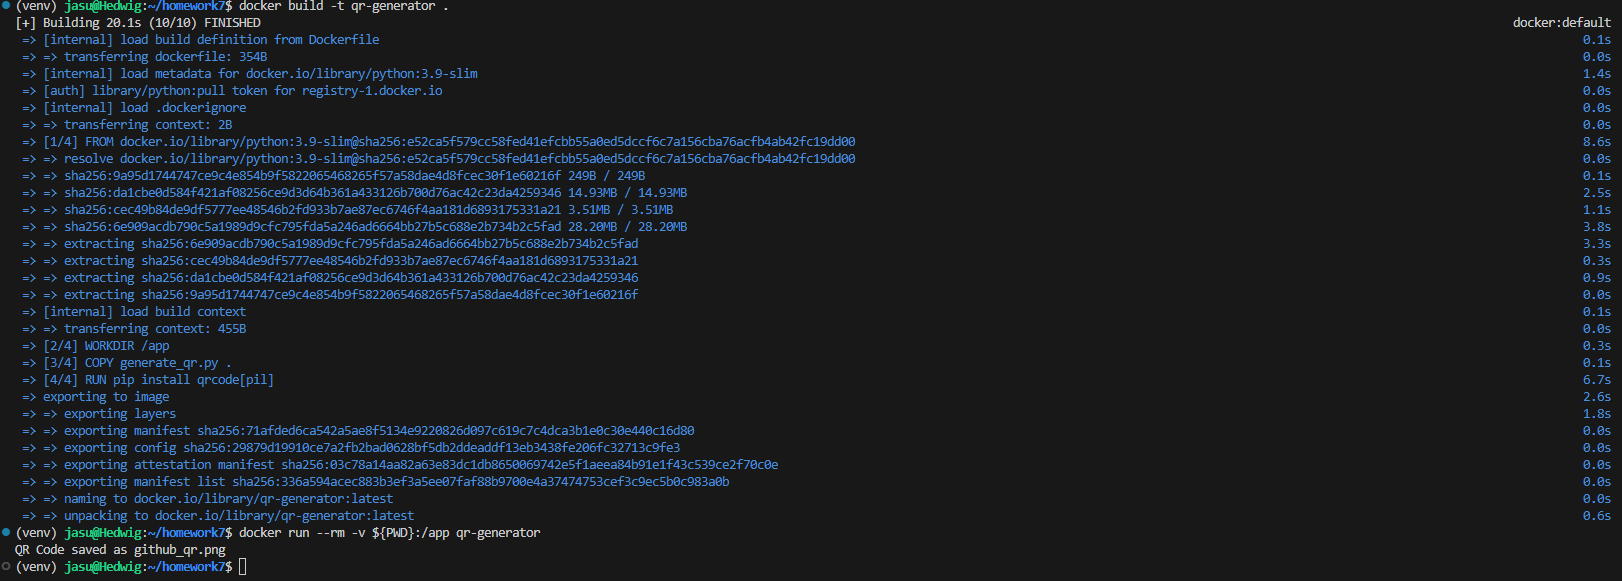 (venv) jasu@Hedwig:~/homework7$ docker build -t qr-generator .
[+] Building 20.1s (10/10) FINISHED docker:default
=> [internal] load build definition from Dockerfile 0.1s
=> => transferring dockerfile: 354B 0.0s
=> [internal] load metadata for docker.io/library/python:3.9-slim 1.4s
=> [auth] library/python:pull token for registry-1.docker.io 0.0s
=> [internal] load .dockerignore 0.0s
=> => transferring context: 2B 0.0s
=> [1/4] FROM docker.io/library/python:3.9-slim@sha256:e52ca5f579cc58fed41efcbb55a0ed5dccf6c7a156cba76acfb4ab42fc19dd00 8.6s
=> => resolve docker.io/library/python:3.9-slim@sha256:e52ca5f579cc58fed41efcbb55a0ed5dccf6c7a156cba76acfb4ab42fc19dd00 0.0s
=> => sha256:9a95d1744747ce9c4e854b9f5822065468265f57a58dae4d8fcec30f1e60216f 249B / 249B 0.1s
=> => sha256:da1cbe0d584f421af08256ce9d3d64b361a433126b700d76ac42c23da4259346 14.93MB / 14.93MB 2.5s
=> => sha256:cec49b84de9df5777ee48546b2fd933b7ae87ec6746f4aa181d6893175331a21 3.51MB / 3.51MB 1.1s
=> => sha256:6e909acdb790c5a1989d9cfc795fda5a246ad6664bb27b5c688e2b734b2c5fad 28.20MB / 28.20MB 3.8s
=> => extracting sha256:6e909acdb790c5a1989d9cfc795fda5a246ad6664bb27b5c688e2b734b2c5fad 3.3s
=> => extracting sha256:cec49b84de9df5777ee48546b2fd933b7ae87ec6746f4aa181d6893175331a21 0.3s
=> => extracting sha256:da1cbe0d584f421af08256ce9d3d64b361a433126b700d76ac42c23da4259346 0.9s
=> => extracting sha256:9a95d1744747ce9c4e854b9f5822065468265f57a58dae4d8fcec30f1e60216f 0.0s
=> [internal] load build context 0.1s
=> => transferring context: 455B 0.0s
=> [2/4] WORKDIR /app 0.3s
=> [3/4] COPY generate_qr.py . 0.1s
=> [4/4] RUN pip install qrcode[pil] 6.7s
=> exporting to image 2.6s
=> => exporting layers 1.8s
=> => exporting manifest sha256:71afded6ca542a5ae8f5134e9220826d097c619c7c4dca3b1e0c30e440c16d80 0.0s
=> => exporting config sha256:29879d19910ce7a2fb2bad0628bf5db2ddeaddf13eb3438fe206fc32713c9fe3 0.0s
=> => exporting attestation manifest sha256:03c78a14aa82a63e83dc1db8650069742e5f1aeea84b91e1f43c539ce2f70c0e 0.0s
=> => exporting manifest list sha256:336a594acec883b3ef3a5ee07faf88b9700e4a37474753cef3c9ec5b0c983a0b 0.0s
=> => naming to docker.io/library/qr-generator:latest 0.0s
=> => unpacking to docker.io/library/qr-generator:latest 0.6s
(venv) jasu@Hedwig:~/homework7$ docker run --rm -v ${PWD}:/app qr-generator
QR Code saved as github_qr.png
(venv) jasu@Hedwig:~/homework7$